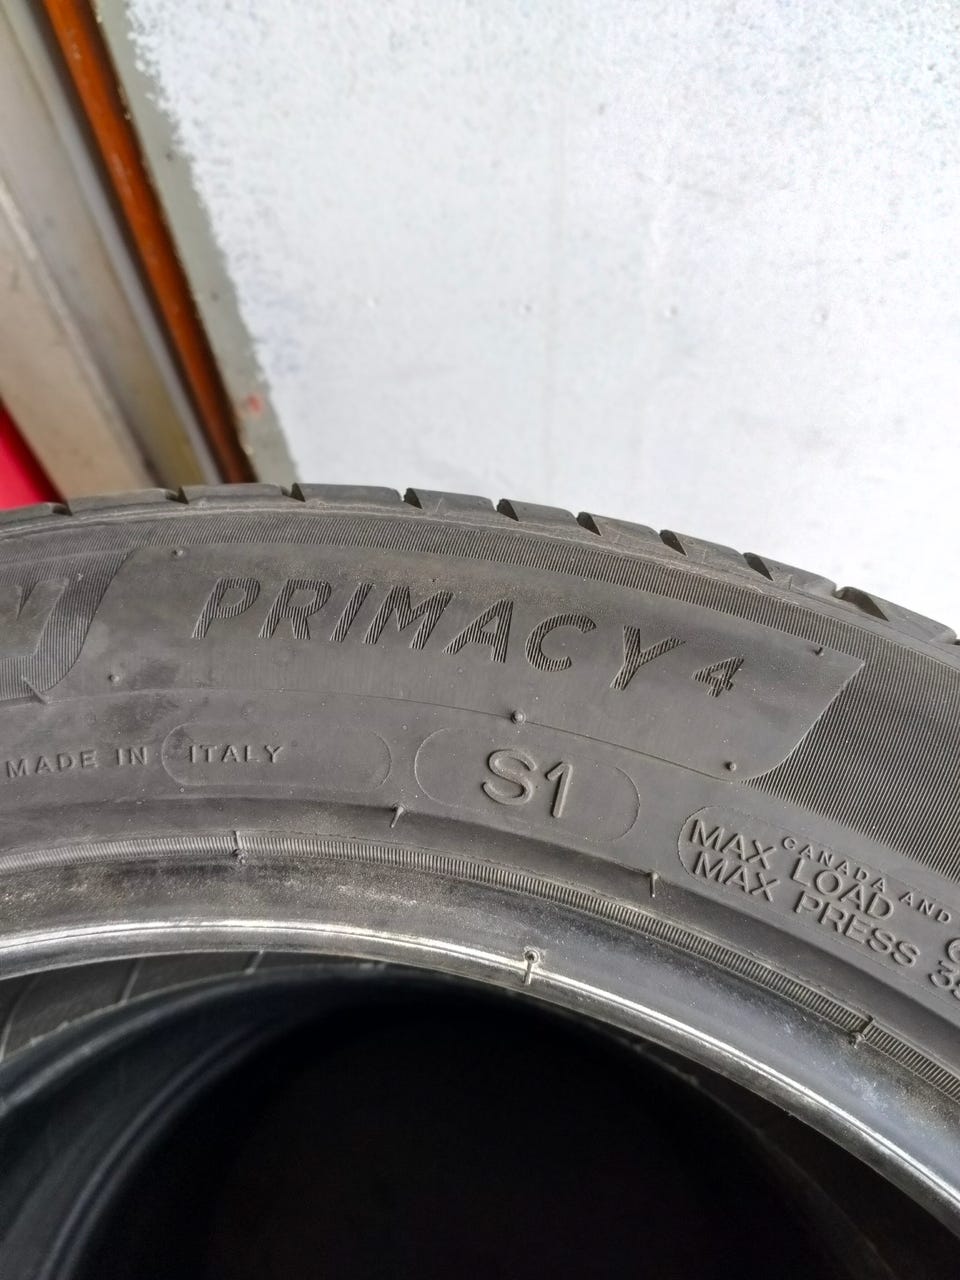 PRIMACY 4
MADE IN ITALY
S1
CANADA AND
MAX LOAD
MAX PRESS